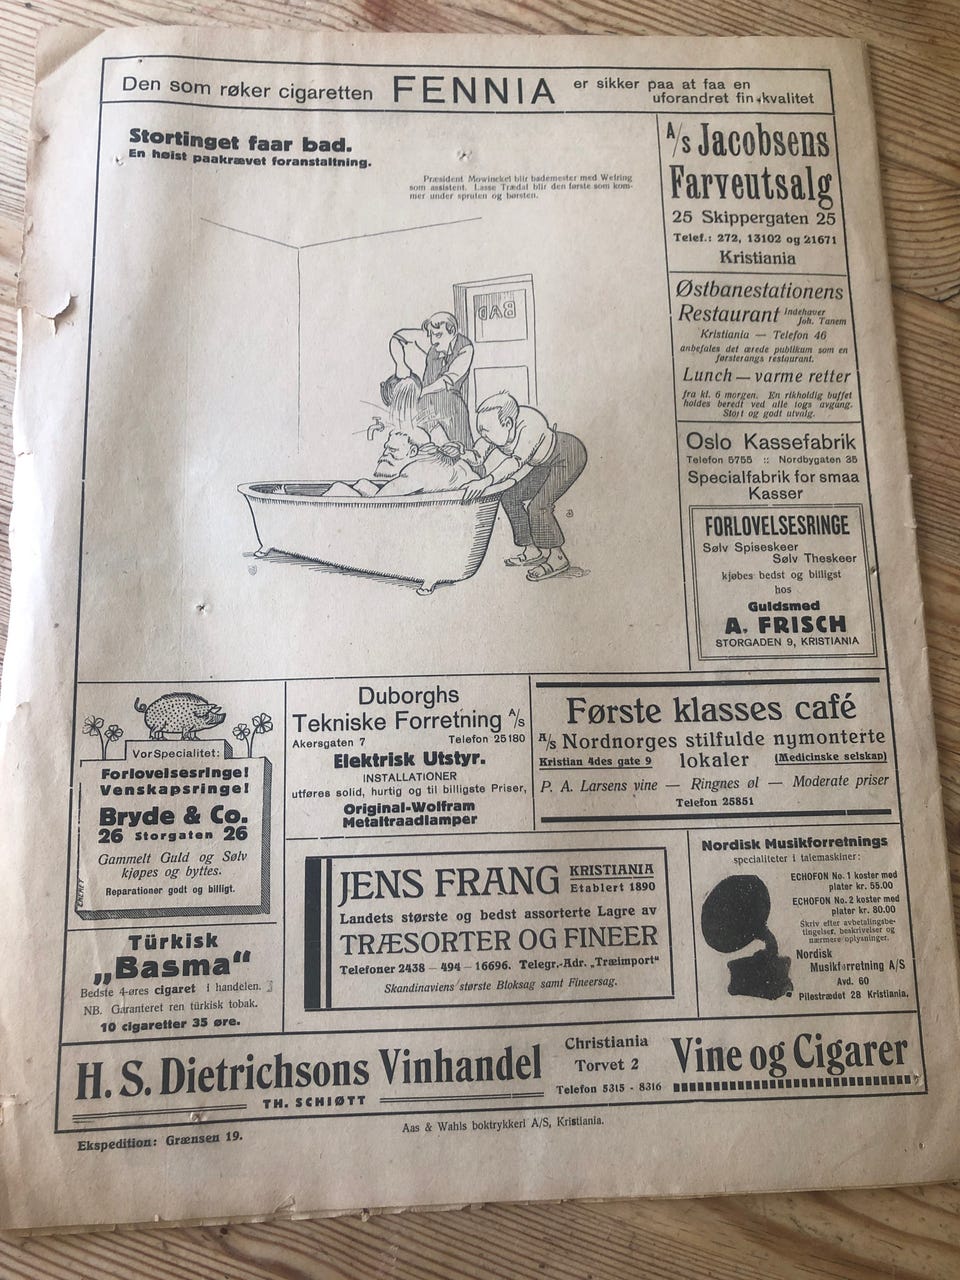 Den som røker cigaretten FENNIA er sikker paa at faa en
uforandret fin kvalitet
Stortinget faar bad.
En høist paakrævet foranstaltning.
Præsident Mowinckel blir bademester med Wefring
som assistent. Lasse Trædal blir den første som kom-
mer under spruten og børsten.
BAD
A/S Jacobsens
Farveutsalg
25 Skippergaten 25
Telef.: 272, 13102 og 21671
Kristiania
Østbanestationens
Restaurant Indehaver
Joh. Tanem
Kristiania — Telefon 46
anbefales det ærede publikum som en
førsterangs restaurant.
Lunch — varme retter
fra kl. 6 morgen. En rikholdig buffet
holdes beredt ved alle togs avgang.
Stort og godt utvalg.
Oslo Kassefabrik
Telefon 5755 :: Nordbygaten 35
Specialfabrik for smaa
Kasser
FORLOVELSESRINGE
Sølv Spiseskeer
Sølv Theskeer
kjøbes bedst og billigst
hos
Guldsmed
A. FRISCH
STORGADEN 9, KRISTIANIA
Vor Specialitet:
Forlovelsesringe!
Venskapsringe!
Bryde & Co.
26 Storgaten 26
Gammelt Guld og Sølv
kjøpes og byttes.
Reparationer godt og billigt.
Duborghs
Tekniske Forretning A/S
Akersgaten 7 Telefon 25180
Elektrisk Utstyr.
INSTALLATIONER
utføres solid, hurtig og til billigste Priser,
Original-Wolfram
Metaltraadlamper
Første klasses café
A/S Nordnorges stilfulde nymonterte
Kristian 4des gate 9 lokaler (Medicinske selskap)
P. A. Larsens vine — Ringnes øl — Moderate priser
Telefon 25851
Türkisk
„Basma“
Bedste 4-øres cigaret i handelen.
NB. Garanteret ren türkisk tobak.
10 cigaretter 35 øre.
JENS FRANG KRISTIANIA
Etablert 1890
Landets største og bedst assorterte Lagre av
TRÆSORTER OG FINEER
Telefoner 2438 — 494 — 16696. Telegr.-Adr. „Træimport“
Skandinaviens største Bloksag samt Fineersag.
Nordisk Musikforretnings
specialiteter i talemaskiner:
ECHOFON No. 1 koster med
plater kr. 55.00
ECHOFON No. 2 koster med
plater kr. 80.00
Skriv efter avbetalingsbe-
tingelser, beskrivelser og
nærmere oplysninger.
Nordisk
Musikforretning A/S
Avd. 60
Pilestrædet 28 Kristiania.
H. S. Dietrichsons Vinhandel
TH. SCHIØTT
Christiania
Torvet 2
Telefon 5315 - 8316
Vine og Cigarer
Ekspedition: Grænsen 19.
Aas & Wahls boktrykkeri A/S, Kristiania.